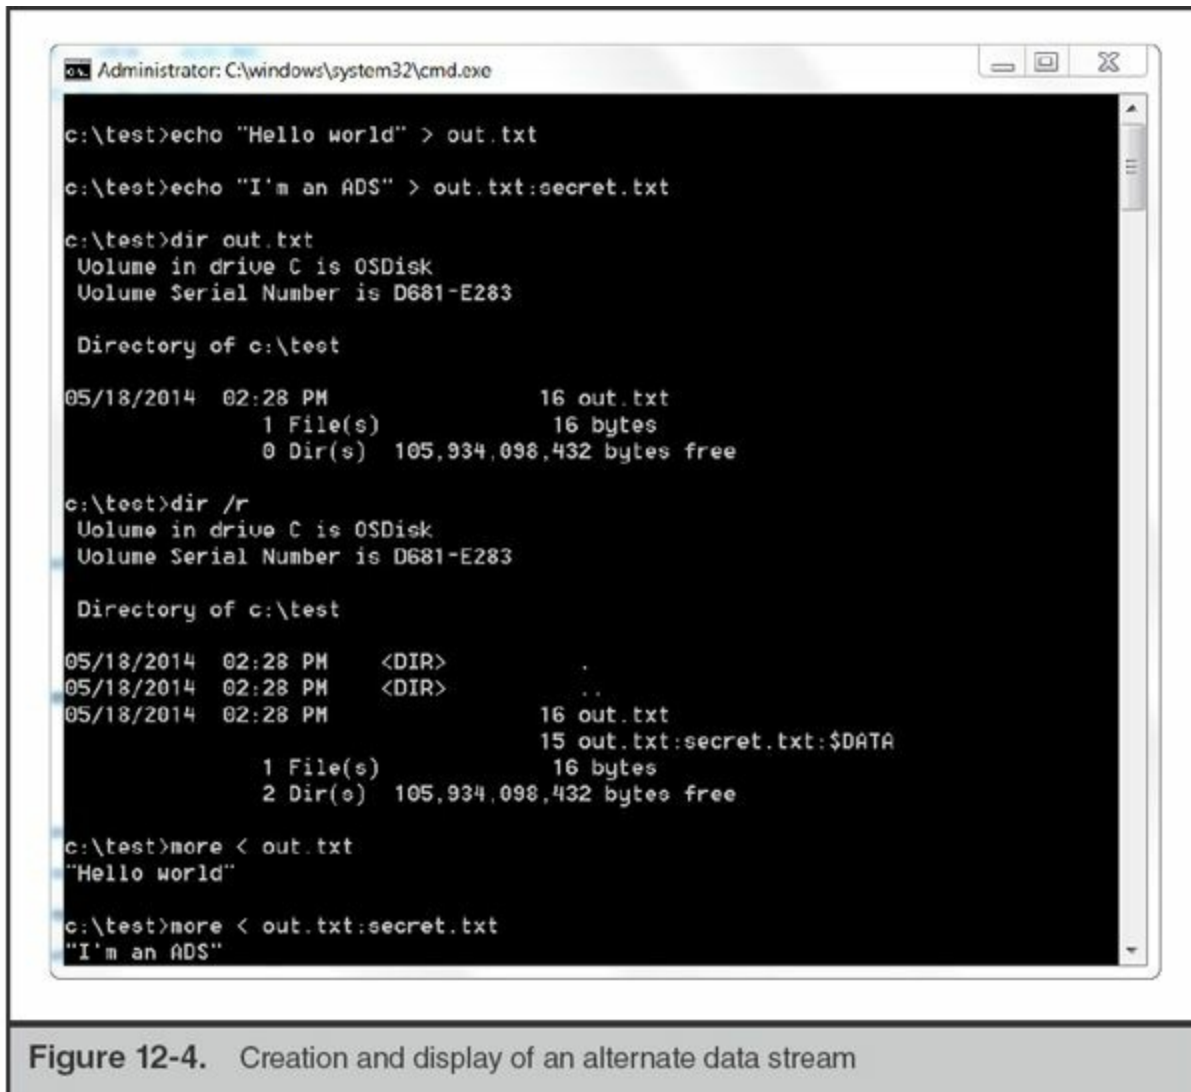 Administrator: C:\windows\system32\cmd.exe
c:\test>echo "Hello world" > out.txt
c:\test>echo "I'm an ADS" > out.txt:secret.txt
c:\test>dir out.txt
Volume in drive C is OSDisk
Volume Serial Number is D681-E283
Directory of c:\test
05/18/2014 02:28 PM 16 out.txt
1 File(s) 16 bytes
0 Dir(s) 105,934,098,432 bytes free
c:\test>dir /r
Volume in drive C is OSDisk
Volume Serial Number is D681-E283
Directory of c:\test
05/18/2014 02:28 PM <DIR> .
05/18/2014 02:28 PM <DIR> ..
05/18/2014 02:28 PM 16 out.txt
15 out.txt:secret.txt:$DATA
1 File(s) 16 bytes
2 Dir(s) 105,934,098,432 bytes free
c:\test>more < out.txt
"Hello world"
c:\test>more < out.txt:secret.txt
"I'm an ADS"
Figure 12-4. Creation and display of an alternate data stream